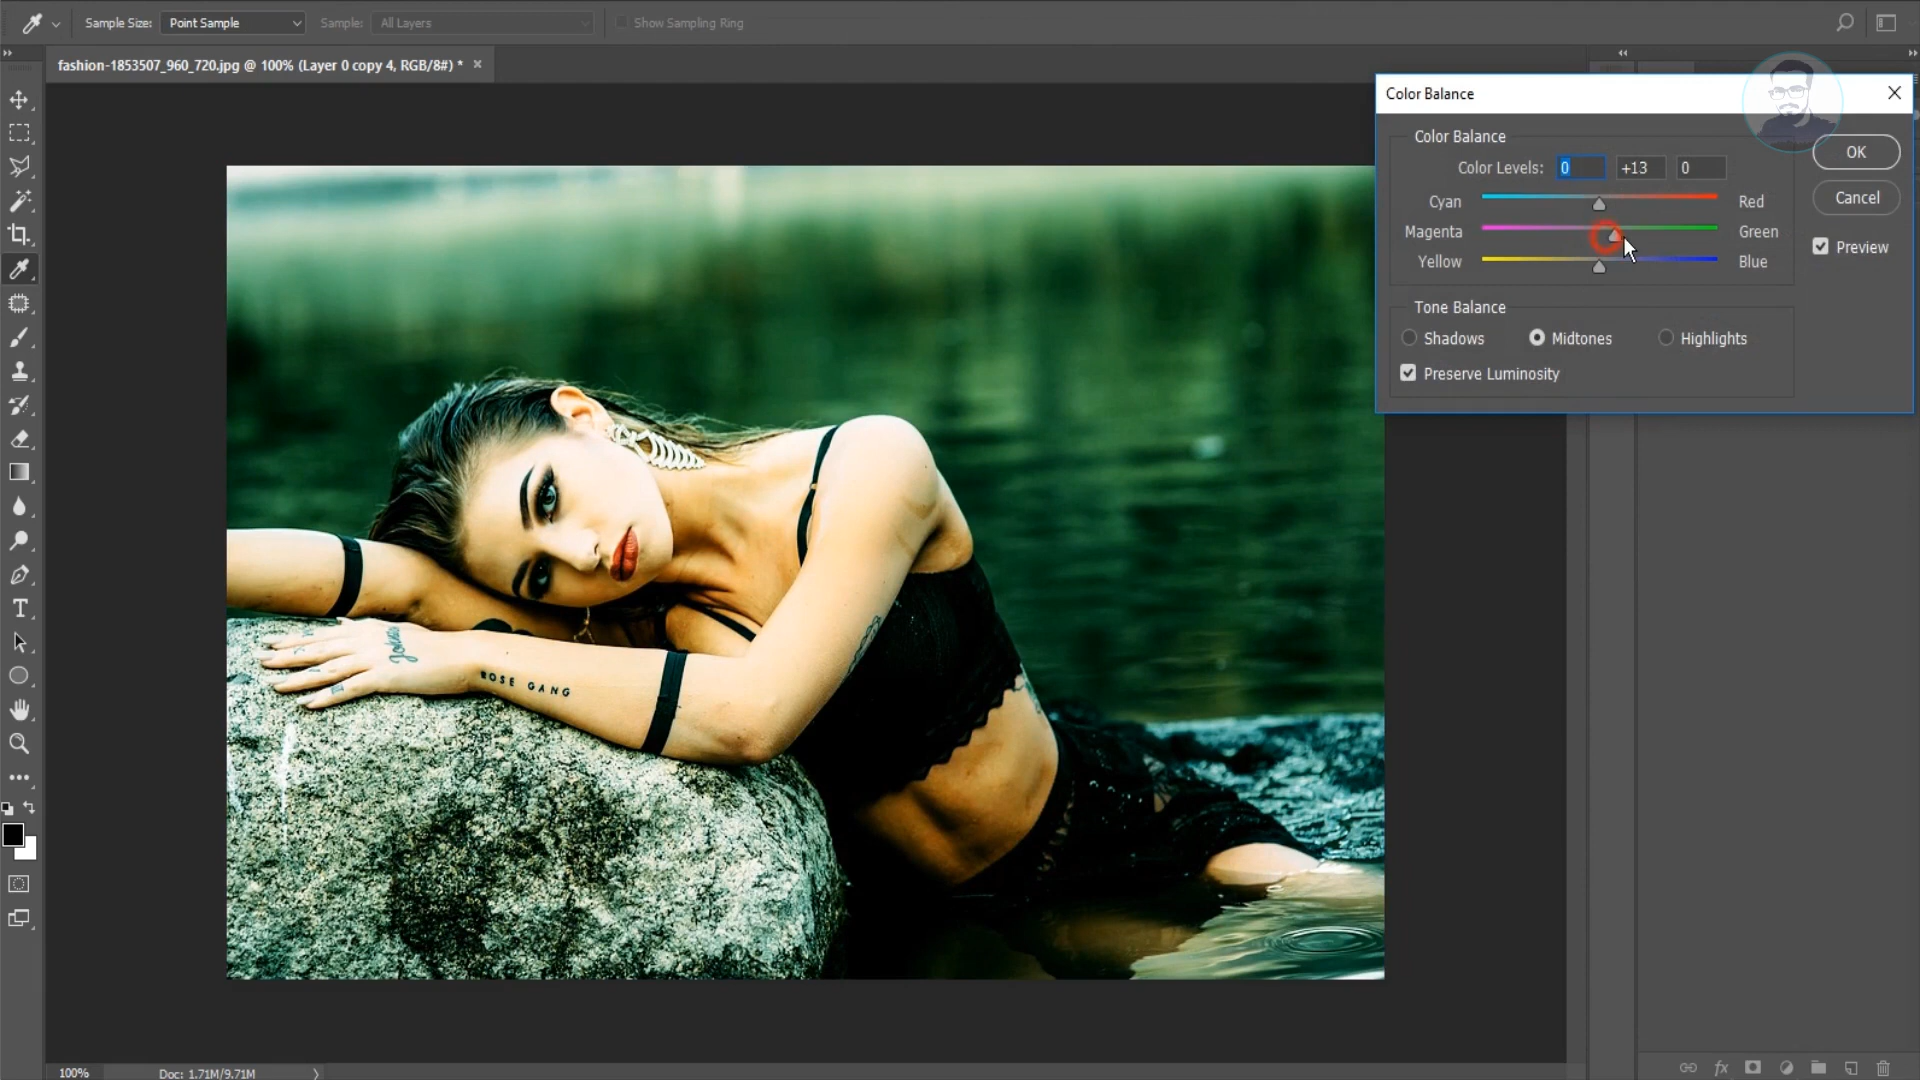 Sample Size: Point Sample Sample: All Layers Show Sampling Ring
fashion-1853507_960_720.jpg @ 100% (Layer 0 copy 4, RGB/8#) *
Color Balance
Color Balance
OK
Color Levels: 0 +13 0
Cyan Red
Cancel
Magenta Green
Preview
Yellow Blue
Tone Balance
Shadows Midtones Highlights
Preserve Luminosity
ROSE GANG
100% Doc: 1.71M/9.71M